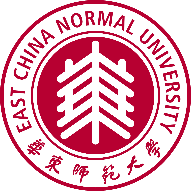 EAST CHINA NORMAL UNIVERSITY
華東師範大學